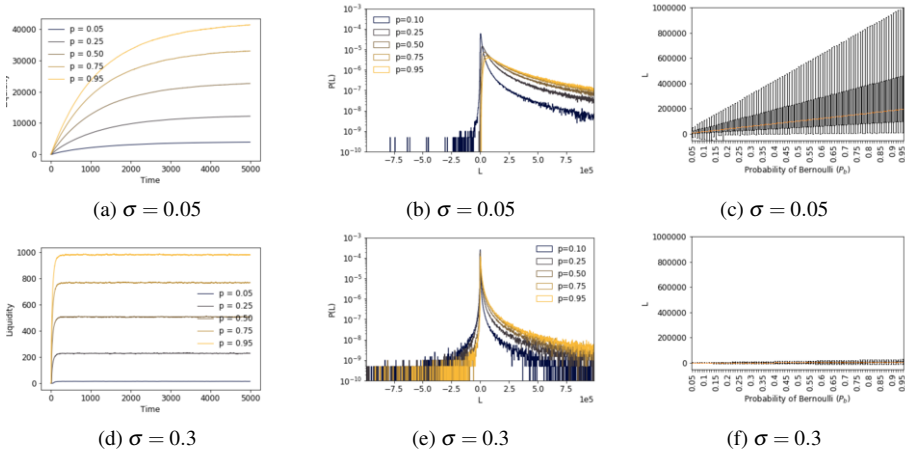 40000
30000
20000
10000
0
p = 0.05
p = 0.25
p = 0.50
p = 0.75
p = 0.95
0 1000 2000 3000 4000 5000
Time
(a) σ = 0.05
10⁻³
10⁻⁴
10⁻⁵
10⁻⁶
10⁻⁷
10⁻⁸
10⁻⁹
10⁻¹⁰
P(L)
p=0.10
p=0.25
p=0.50
p=0.75
p=0.95
−7.5 −5.0 −2.5 0.0 2.5 5.0 7.5
L
1e5
(b) σ = 0.05
1000000
800000
600000
400000
200000
0
L
0.05 0.1 0.15 0.2 0.25 0.3 0.35 0.4 0.45 0.5 0.55 0.6 0.65 0.7 0.75 0.8 0.85 0.9 0.95
Probability of Bernoulli (P_b)
(c) σ = 0.05
1000
800
600
400
200
0
Liquidity
p = 0.05
p = 0.25
p = 0.50
p = 0.75
p = 0.95
0 1000 2000 3000 4000 5000
Time
(d) σ = 0.3
10⁻³
10⁻⁴
10⁻⁵
10⁻⁶
10⁻⁷
10⁻⁸
10⁻⁹
10⁻¹⁰
P(L)
p=0.10
p=0.25
p=0.50
p=0.75
p=0.95
−7.5 −5.0 −2.5 0.0 2.5 5.0 7.5
L
1e5
(e) σ = 0.3
1000000
800000
600000
400000
200000
0
L
0.05 0.1 0.15 0.2 0.25 0.3 0.35 0.4 0.45 0.5 0.55 0.6 0.65 0.7 0.75 0.8 0.85 0.9 0.95
Probability of Bernoulli (P_b)
(f) σ = 0.3